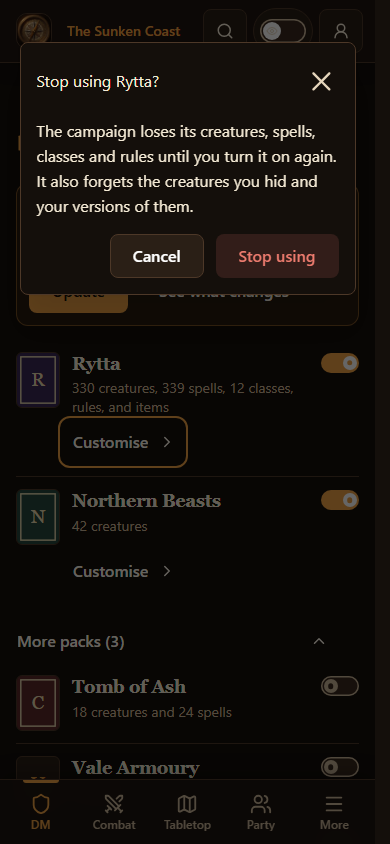 The Sunken Coast
Stop using Rytta?
The campaign loses its creatures, spells,
classes and rules until you turn it on again.
It also forgets the creatures you hid and
your versions of them.
Cancel
Stop using
Update
See what changes
R
Rytta
330 creatures, 339 spells, 12 classes,
rules, and items
Customise
N
Northern Beasts
42 creatures
Customise
More packs (3)
C
Tomb of Ash
18 creatures and 24 spells
Vale Armoury
DM
Combat
Tabletop
Party
More